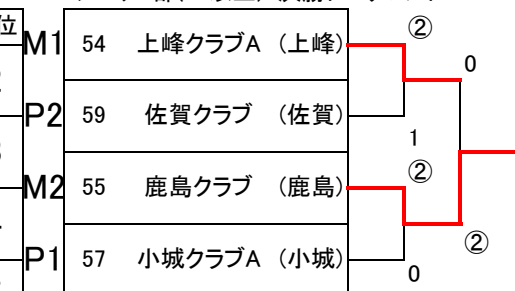 位
M1 54 上峰クラブA (上峰) ②
0
P2 59 佐賀クラブ (佐賀)
1
M2 55 鹿島クラブ (鹿島) ②
②
P1 57 小城クラブA (小城) 0